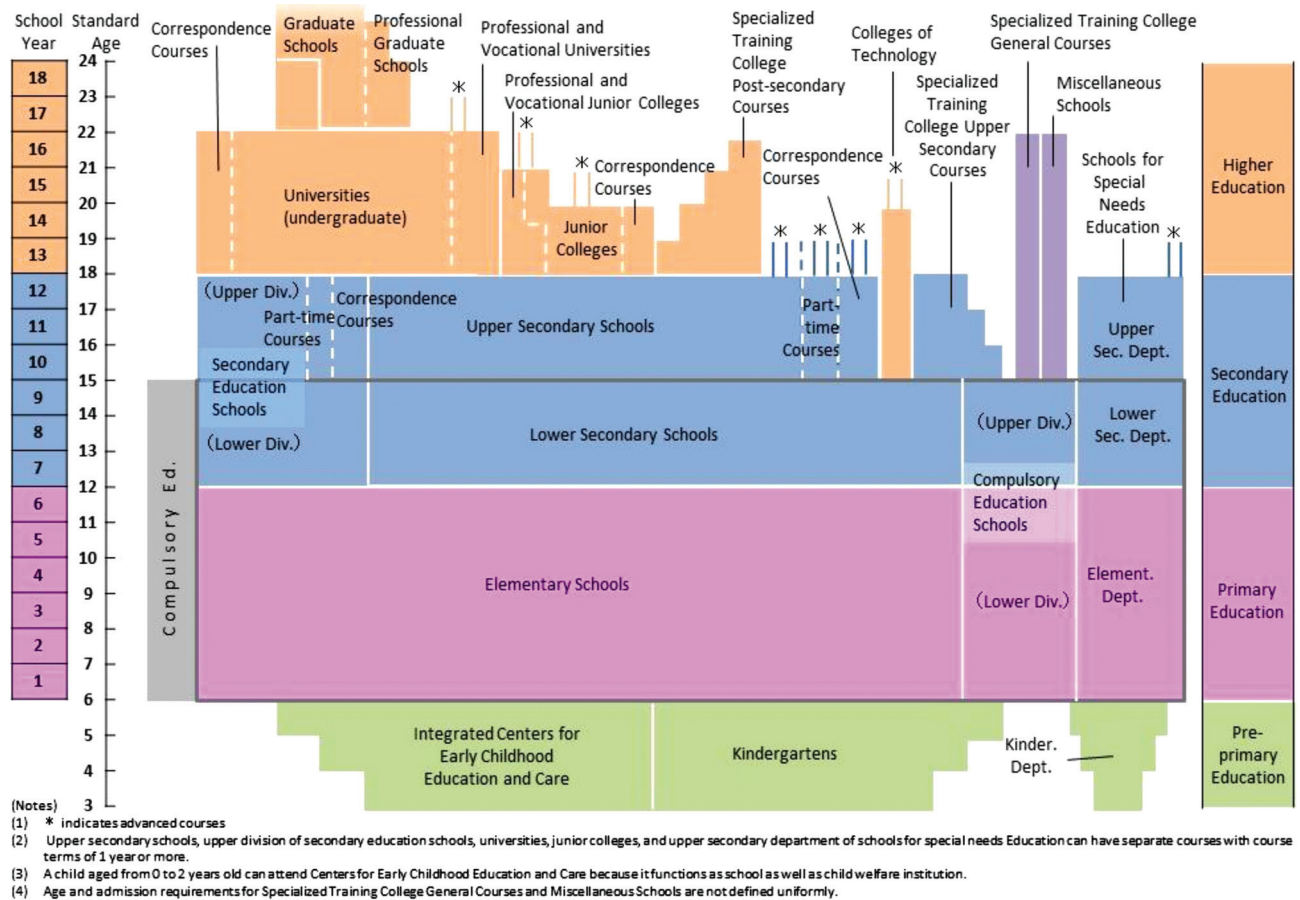 School
Year
Standard
Age
24
23
22
21
20
19
18
17
16
15
14
13
12
11
10
9
8
7
6
5
4
3
18
17
16
15
14
13
12
11
10
9
8
7
6
5
4
3
2
1
Compulsory Ed.
Correspondence
Courses
Graduate
Schools
Professional
Graduate
Schools
Professional and
Vocational Universities
*
Professional and
Vocational Junior Colleges
*
*
Correspondence
Courses
Specialized
Training
College
Post-secondary
Courses
Correspondence
Courses
Colleges of
Technology
*
Specialized
Training
College Upper
Secondary
Courses
Specialized Training College
General Courses
Miscellaneous
Schools
Schools for
Special
Needs
Education
*
*
*
*
Universities
(undergraduate)
Junior
Colleges
(Upper Div.)
Part-time
Courses
Correspondence
Courses
Upper Secondary Schools
Part-
time
Courses
Upper
Sec. Dept.
Secondary
Education
Schools
(Lower Div.)
Lower Secondary Schools
(Upper Div.)
Lower
Sec. Dept.
Compulsory
Education
Schools
Elementary Schools
(Lower Div.)
Element.
Dept.
Integrated Centers for
Early Childhood
Education and Care
Kindergartens
Kinder.
Dept.
Higher
Education
Secondary
Education
Primary
Education
Pre-
primary
Education
(Notes)
(1) * indicates advanced courses
(2) Upper secondary schools, upper division of secondary education schools, universities, junior colleges, and upper secondary department of schools for special needs Education can have separate courses with course
terms of 1 year or more.
(3) A child aged from 0 to 2 years old can attend Centers for Early Childhood Education and Care because it functions as school as well as child welfare institution.
(4) Age and admission requirements for Specialized Training College General Courses and Miscellaneous Schools are not defined uniformly.